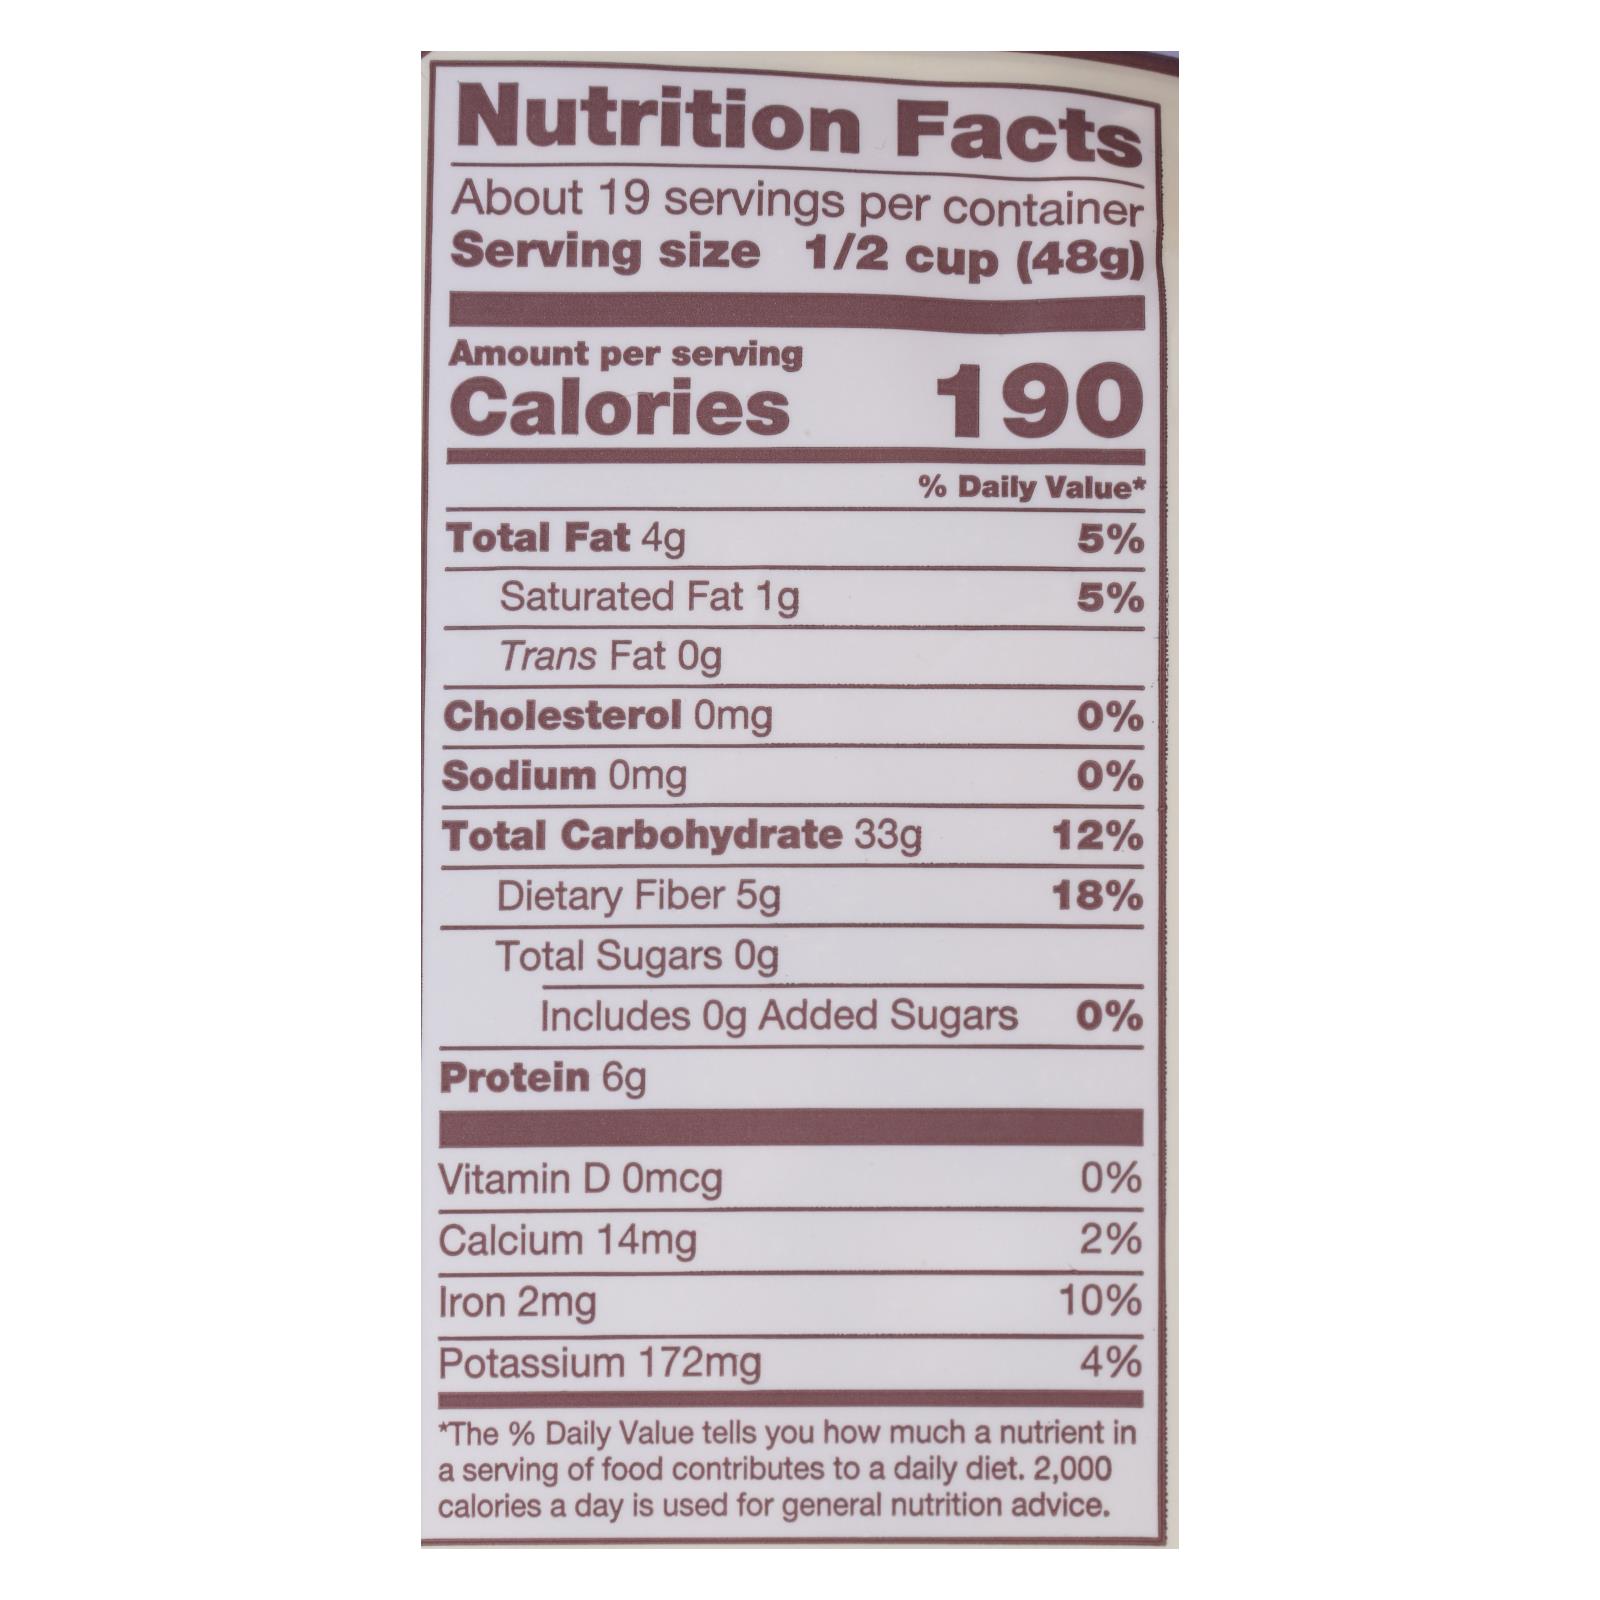 Nutrition Facts
About 19 servings per container
Serving size 1/2 cup (48g)
Amount per serving
Calories 190
% Daily Value*
Total Fat 4g 5%
Saturated Fat 1g 5%
Trans Fat 0g
Cholesterol 0mg 0%
Sodium 0mg 0%
Total Carbohydrate 33g 12%
Dietary Fiber 5g 18%
Total Sugars 0g
Includes 0g Added Sugars 0%
Protein 6g
Vitamin D 0mcg 0%
Calcium 14mg 2%
Iron 2mg 10%
Potassium 172mg 4%
*The % Daily Value tells you how much a nutrient in
a serving of food contributes to a daily diet. 2,000
calories a day is used for general nutrition advice.